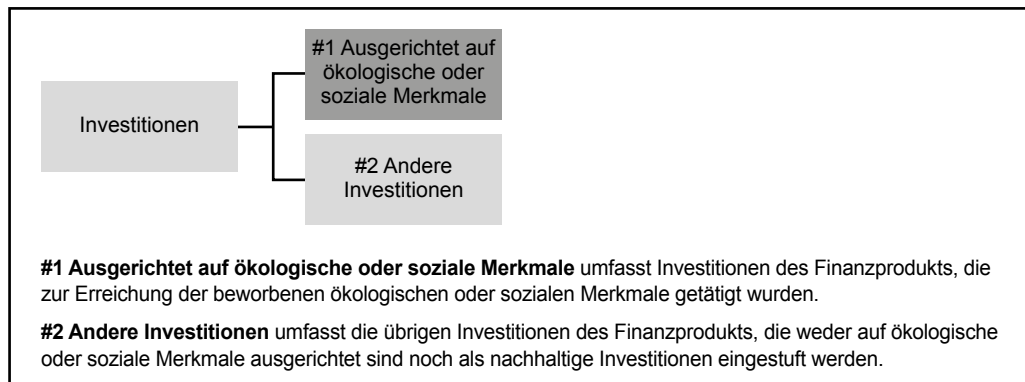 #1 Ausgerichtet auf
ökologische oder
soziale Merkmale
Investitionen
#2 Andere
Investitionen
#1 Ausgerichtet auf ökologische oder soziale Merkmale umfasst Investitionen des Finanzprodukts, die
zur Erreichung der beworbenen ökologischen oder sozialen Merkmale getätigt wurden.
#2 Andere Investitionen umfasst die übrigen Investitionen des Finanzprodukts, die weder auf ökologische
oder soziale Merkmale ausgerichtet sind noch als nachhaltige Investitionen eingestuft werden.